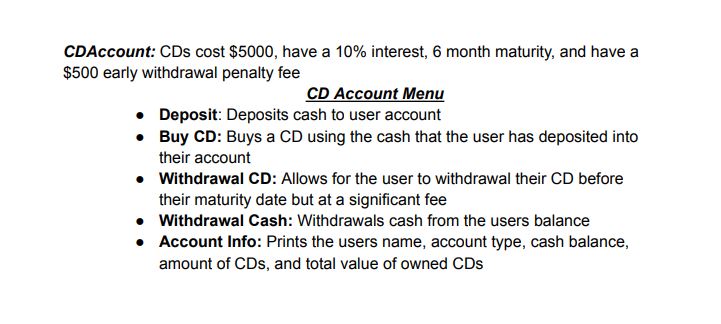 CDAccount: CDs cost $5000, have a 10% interest, 6 month maturity, and have a
$500 early withdrawal penalty fee
CD Account Menu
● Deposit: Deposits cash to user account
● Buy CD: Buys a CD using the cash that the user has deposited into
their account
● Withdrawal CD: Allows for the user to withdrawal their CD before
their maturity date but at a significant fee
● Withdrawal Cash: Withdrawals cash from the users balance
● Account Info: Prints the users name, account type, cash balance,
amount of CDs, and total value of owned CDs